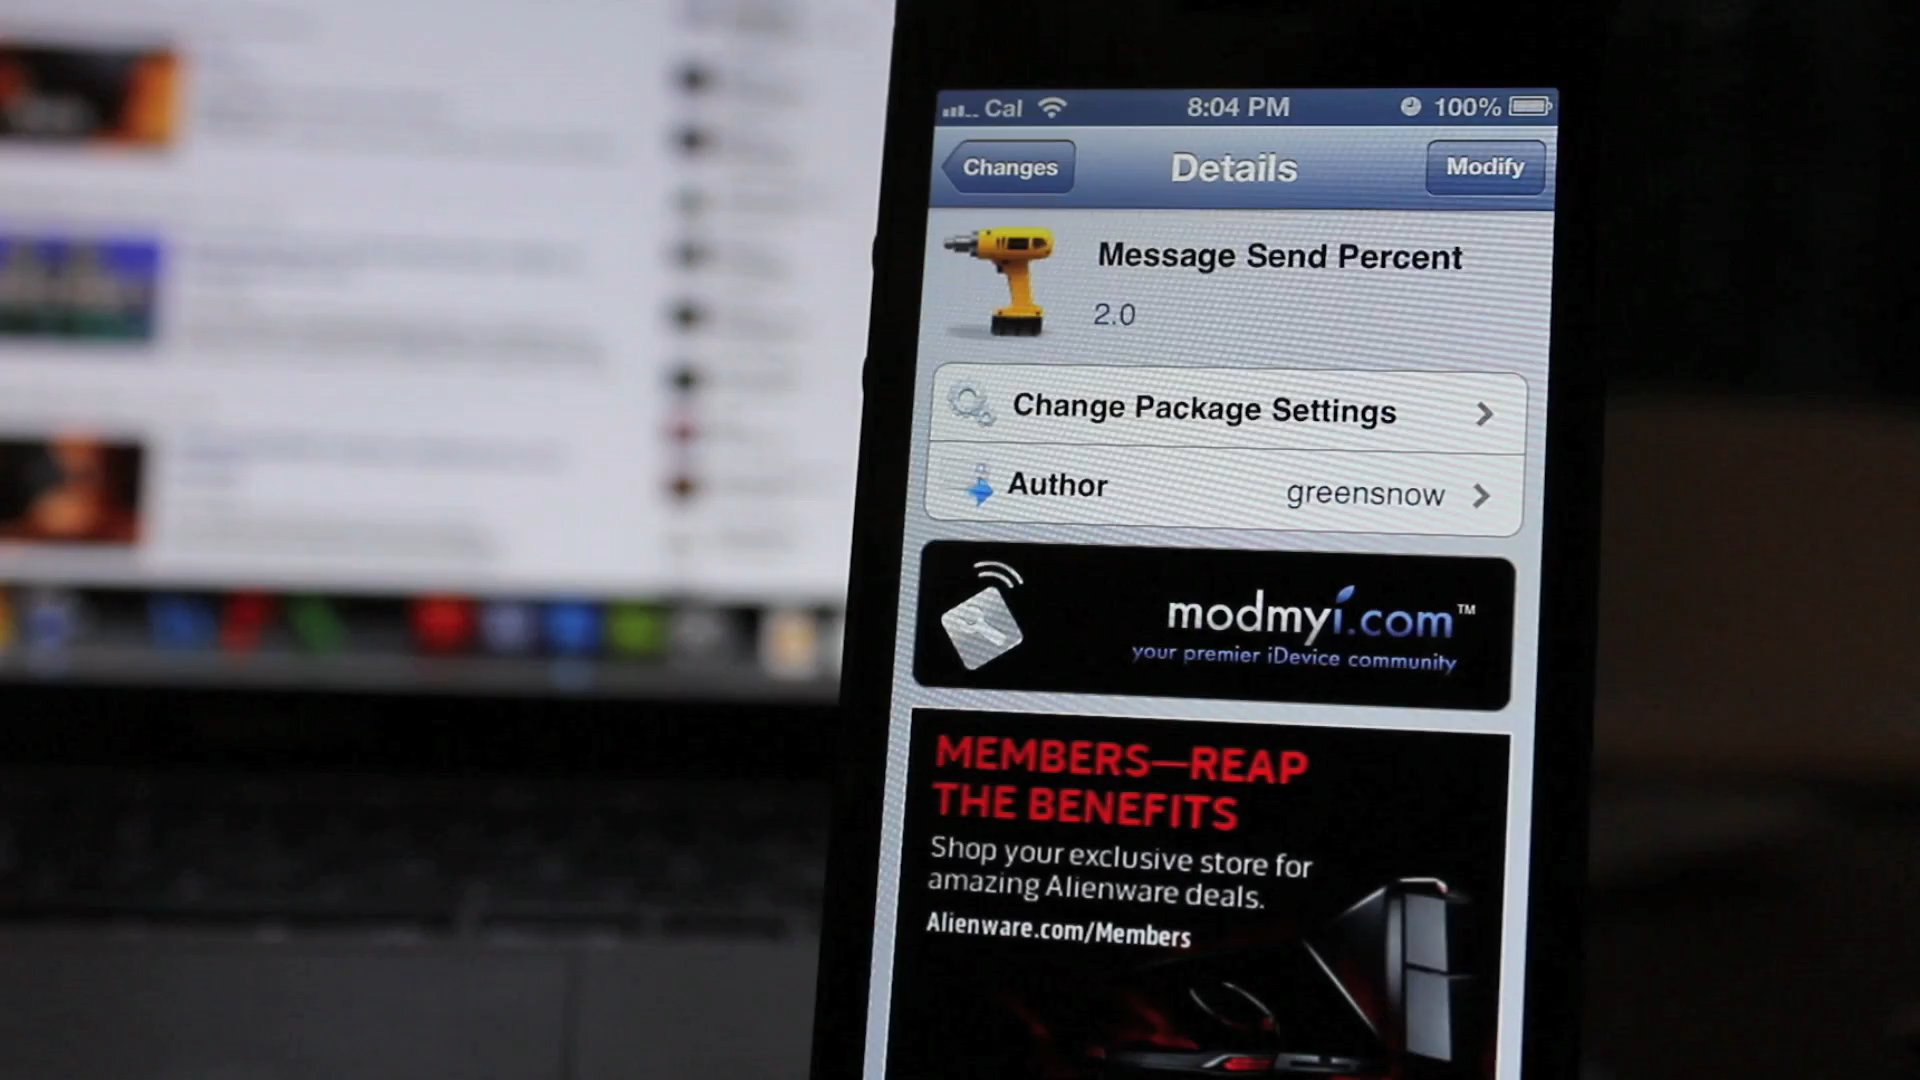 Cal 8:04 PM 100%
Changes Details Modify
Message Send Percent
2.0
Change Package Settings
Author greensnow
modmyi.com™
your premier iDevice community
MEMBERS—REAP
THE BENEFITS
Shop your exclusive store for
amazing Alienware deals.
Alienware.com/Members